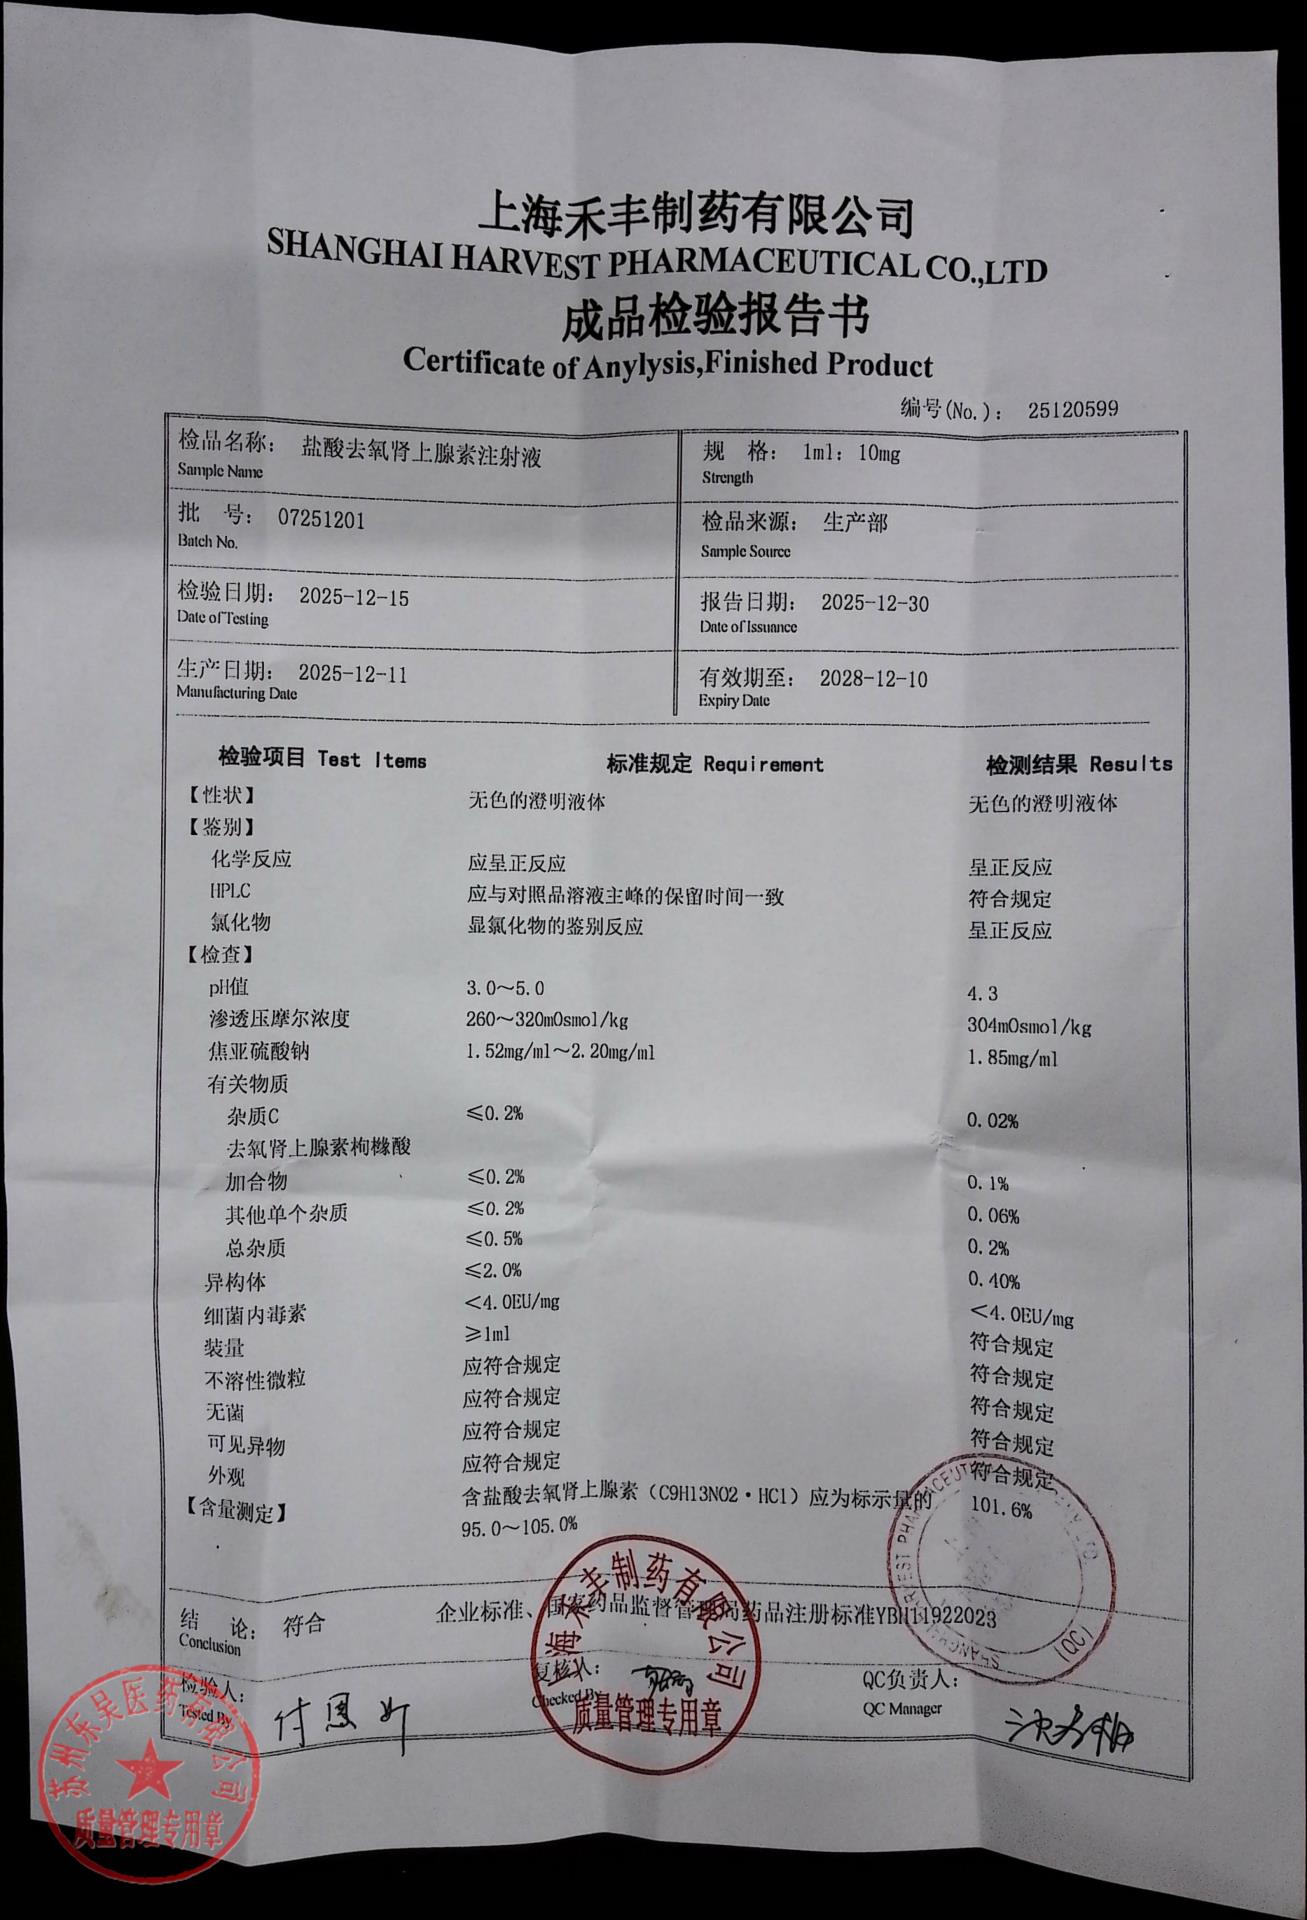 上海禾丰制药有限公司
SHANGHAI HARVEST PHARMACEUTICAL CO.,LTD
成品检验报告书
Certificate of Anylysis,Finished Product
编号(No.)： 25120599
检品名称： 盐酸去氧肾上腺素注射液 规 格： 1ml：10mg
Sample Name Strength
批 号： 07251201 检品来源： 生产部
Batch No. Sample Source
检验日期： 2025-12-15 报告日期： 2025-12-30
Date of Testing Date of Issuance
生产日期： 2025-12-11 有效期至： 2028-12-10
Manufacturing Date Expiry Date
检验项目 Test Items 标准规定 Requirement 检测结果 Results
【性状】 无色的澄明液体 无色的澄明液体
【鉴别】
化学反应 应呈正反应 呈正反应
HPLC 应与对照品溶液主峰的保留时间一致 符合规定
氯化物 显氯化物的鉴别反应 呈正反应
【检查】
pH值 3.0～5.0 4.3
渗透压摩尔浓度 260～320mOsmol/kg 304mOsmol/kg
焦亚硫酸钠 1.52mg/ml～2.20mg/ml 1.85mg/ml
有关物质
杂质C ≤0.2% 0.02%
去氧肾上腺素枸橼酸
加合物 ≤0.2% 0.1%
其他单个杂质 ≤0.2% 0.06%
总杂质 ≤0.5% 0.2%
异构体 ≤2.0% 0.40%
细菌内毒素 <4.0EU/mg <4.0EU/mg
装量 ≥1ml 符合规定
不溶性微粒 应符合规定 符合规定
无菌 应符合规定 符合规定
可见异物 应符合规定 符合规定
外观 应符合规定 符合规定
【含量测定】 含盐酸去氧肾上腺素（C9H13NO2·HCl）应为标示量的 101.6%
95.0～105.0%
结 论： 符合 企业标准、国家药品监督管理局药品注册标准YBH11922023
Conclusion
检验人： 复核人： QC负责人：
Tested By Checked By QC Manager
付恩
上海禾丰制药有限公司
质量管理专用章
苏州东吴医药有限公司
质量管理专用章
(QC)